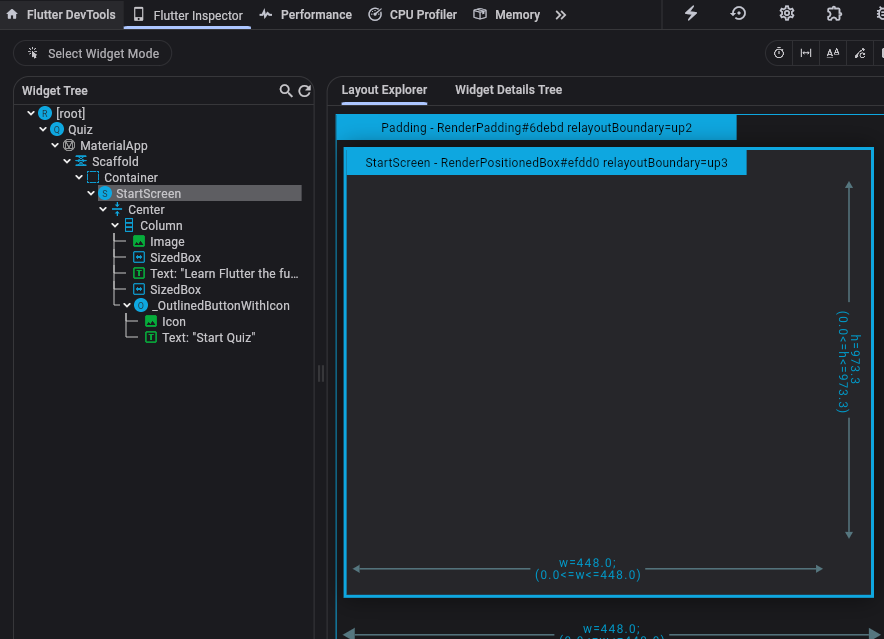 Flutter DevTools
Flutter Inspector
Performance
CPU Profiler
Memory
Select Widget Mode
Widget Tree
[root]
Quiz
MaterialApp
Scaffold
Container
StartScreen
Center
Column
Image
SizedBox
Text: "Learn Flutter the fu...
SizedBox
_OutlinedButtonWithIcon
Icon
Text: "Start Quiz"
Layout Explorer
Widget Details Tree
Padding - RenderPadding#6debd relayoutBoundary=up2
StartScreen - RenderPositionedBox#efdd0 relayoutBoundary=up3
h=973.3
(0.0<=h<=973.3)
w=448.0;
(0.0<=w<=448.0)
w=448.0;